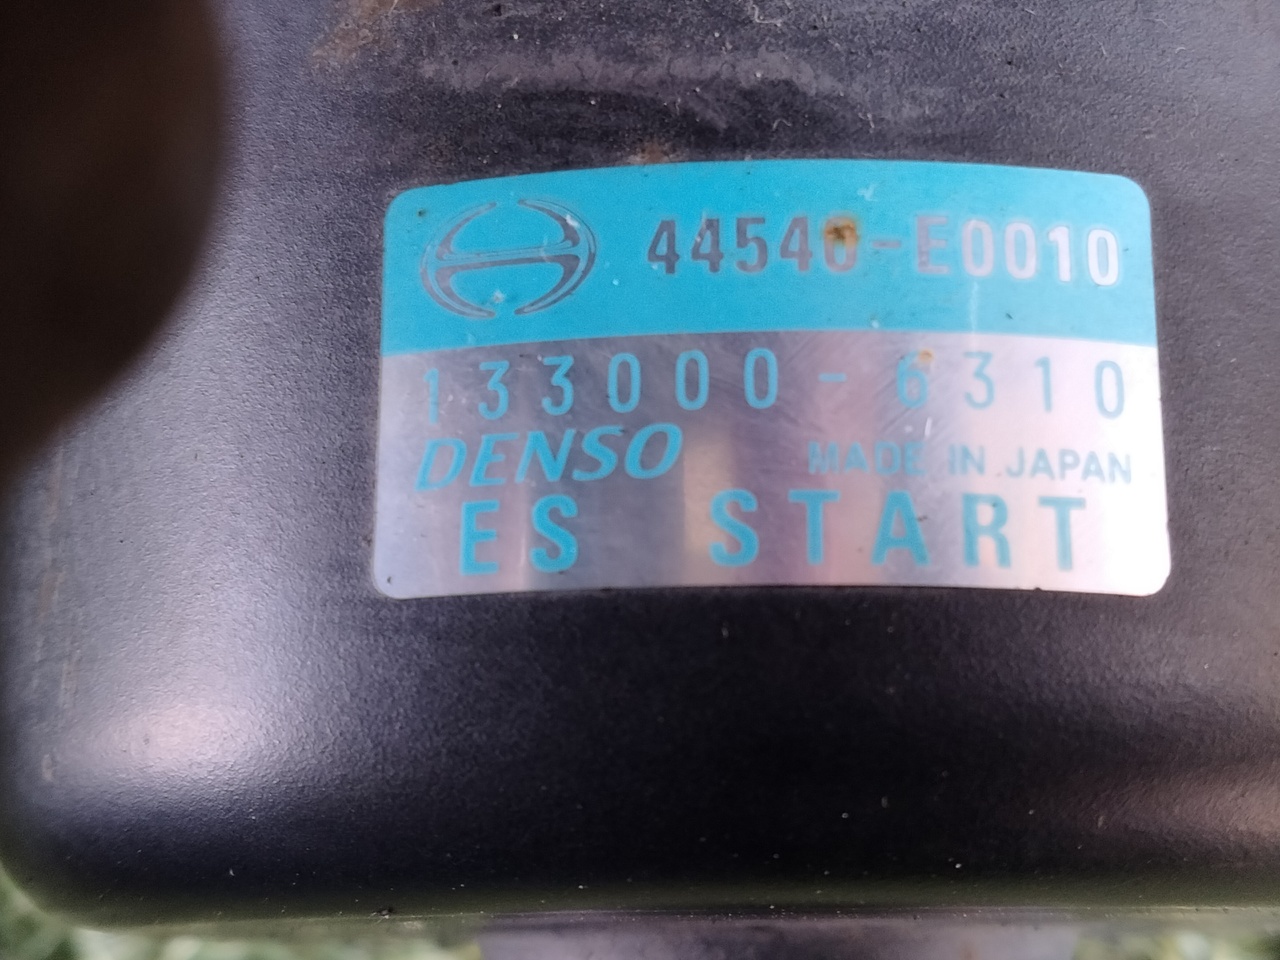 44540-E0010
133000-6310
DENSO MADE IN JAPAN
ES START